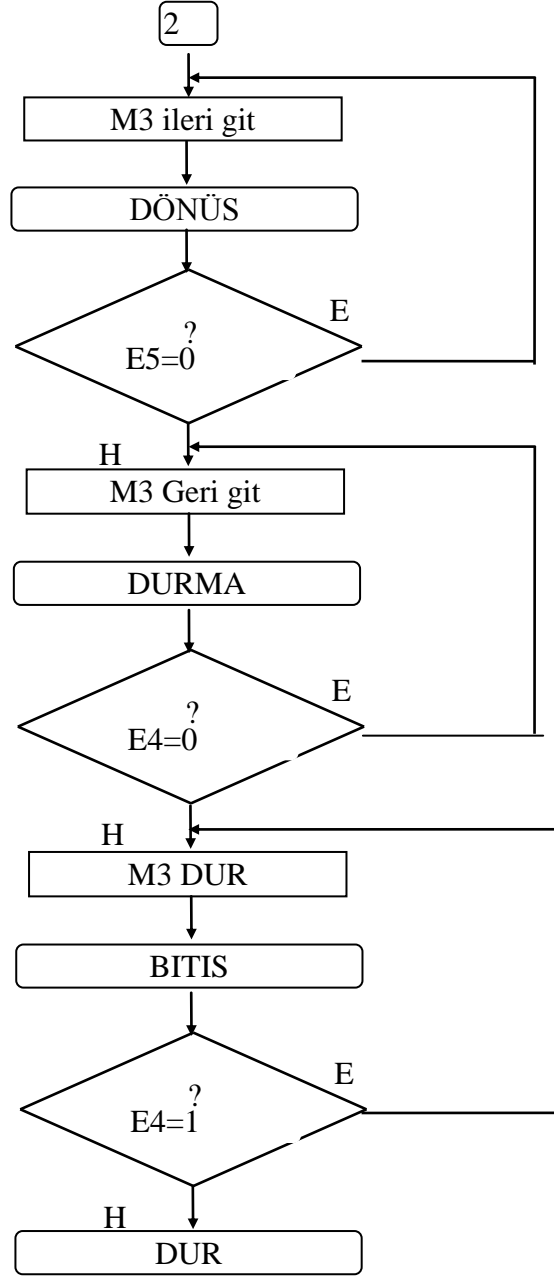 2
M3 ileri git
DÖNÜS
E
?
E5=0
H
M3 Geri git
DURMA
E
?
E4=0
H
M3 DUR
BITIS
E
?
E4=1
H
DUR